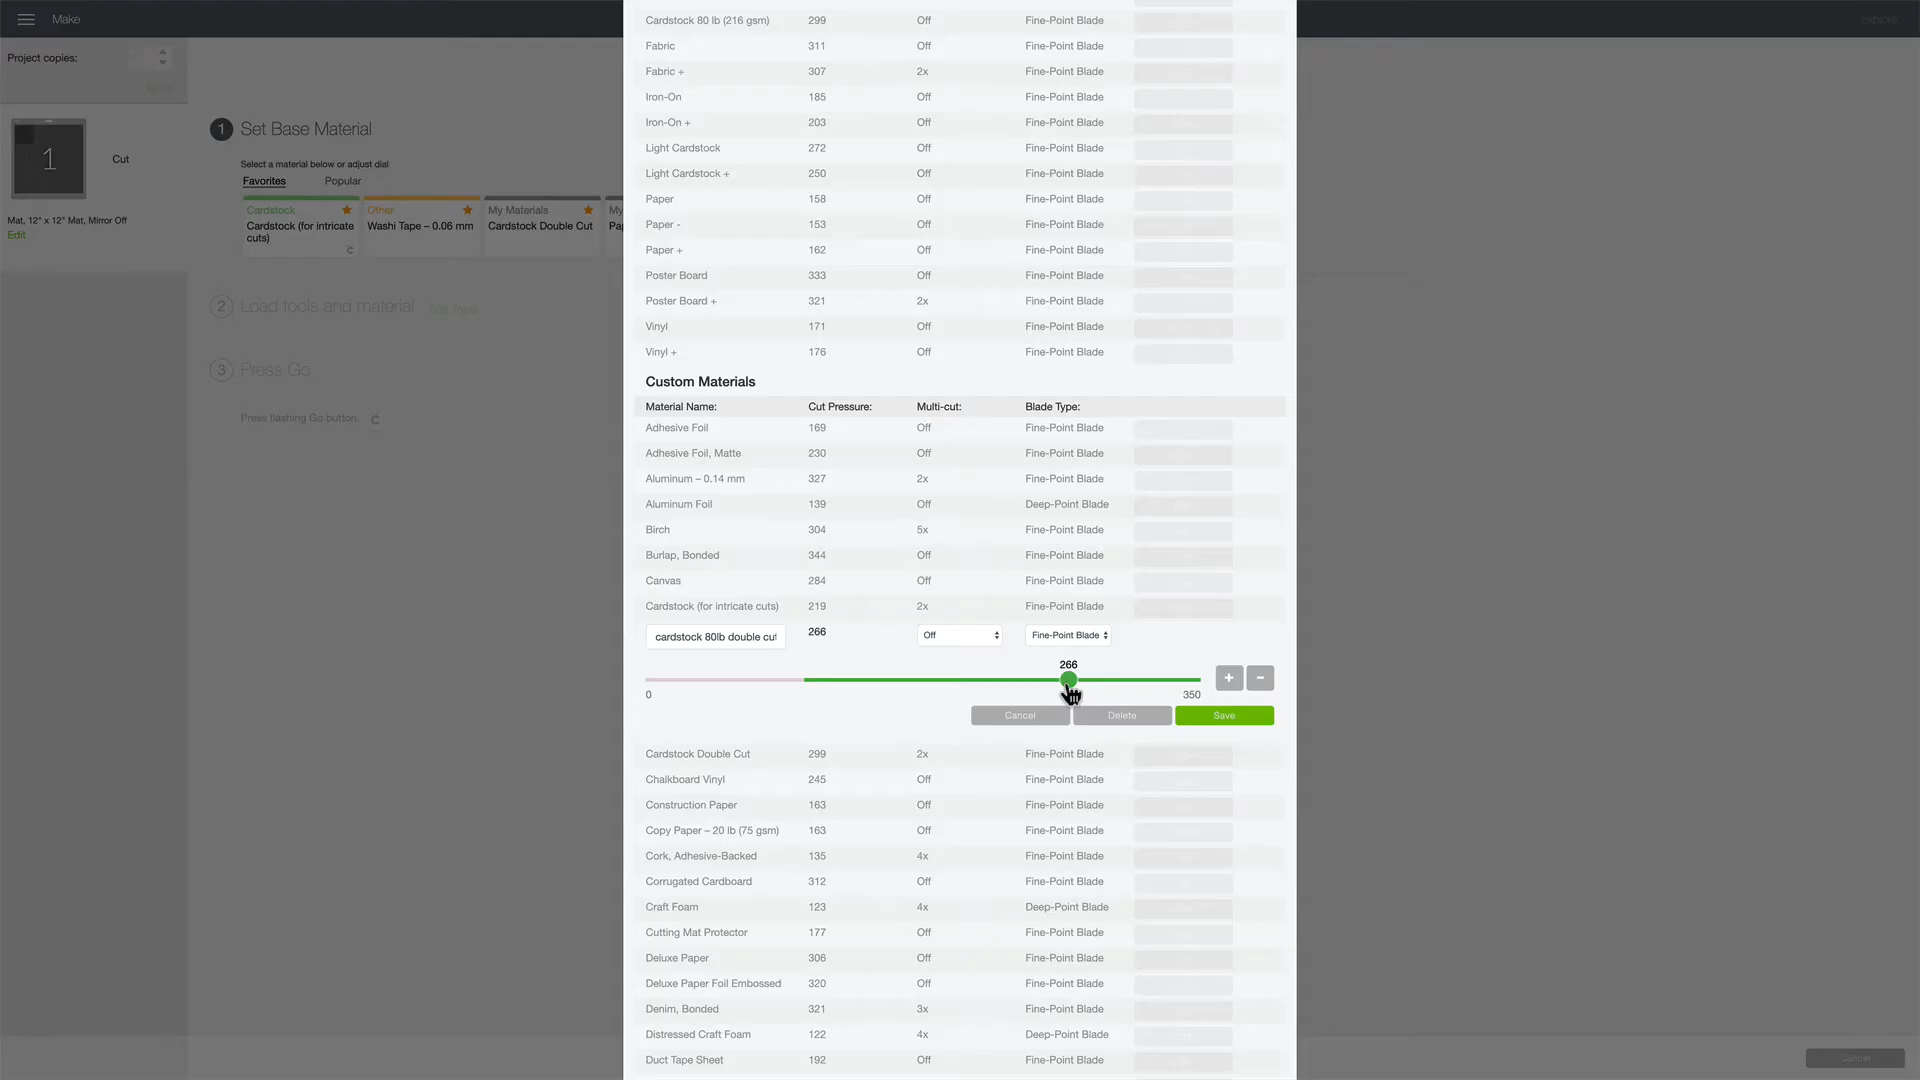 Make
Explore
Project copies:
Cut
1
Mat, 12" x 12" Mat, Mirror Off
Edit
1 Set Base Material
Select a material below or adjust dial
Favorites Popular
Cardstock
Cardstock (for intricate
cuts)
Other
Washi Tape – 0.06 mm
My Materials
Cardstock Double Cut
My
Pap
2 Load tools and material Edit Tools
3 Press Go
Press flashing Go button.
Cardstock 80 lb (216 gsm) 299 Off Fine-Point Blade
Fabric 311 Off Fine-Point Blade
Fabric + 307 2x Fine-Point Blade
Iron-On 185 Off Fine-Point Blade
Iron-On + 203 Off Fine-Point Blade
Light Cardstock 272 Off Fine-Point Blade
Light Cardstock + 250 Off Fine-Point Blade
Paper 158 Off Fine-Point Blade
Paper - 153 Off Fine-Point Blade
Paper + 162 Off Fine-Point Blade
Poster Board 333 Off Fine-Point Blade
Poster Board + 321 2x Fine-Point Blade
Vinyl 171 Off Fine-Point Blade
Vinyl + 176 Off Fine-Point Blade
Custom Materials
Material Name: Cut Pressure: Multi-cut: Blade Type:
Adhesive Foil 169 Off Fine-Point Blade
Adhesive Foil, Matte 230 Off Fine-Point Blade
Aluminum – 0.14 mm 327 2x Fine-Point Blade
Aluminum Foil 139 Off Deep-Point Blade
Birch 304 5x Fine-Point Blade
Burlap, Bonded 344 Off Fine-Point Blade
Canvas 284 Off Fine-Point Blade
Cardstock (for intricate cuts) 219 2x Fine-Point Blade
cardstock 80lb double cut 266 Off Fine-Point Blade
266
+ -
0 350
Cancel Delete Save
Cardstock Double Cut 299 2x Fine-Point Blade
Chalkboard Vinyl 245 Off Fine-Point Blade
Construction Paper 163 Off Fine-Point Blade
Copy Paper – 20 lb (75 gsm) 163 Off Fine-Point Blade
Cork, Adhesive-Backed 135 4x Fine-Point Blade
Corrugated Cardboard 312 Off Fine-Point Blade
Craft Foam 123 4x Deep-Point Blade
Cutting Mat Protector 177 Off Fine-Point Blade
Deluxe Paper 306 Off Fine-Point Blade
Deluxe Paper Foil Embossed 320 Off Fine-Point Blade
Denim, Bonded 321 3x Fine-Point Blade
Distressed Craft Foam 122 4x Deep-Point Blade
Duct Tape Sheet 192 Off Fine-Point Blade
Cancel